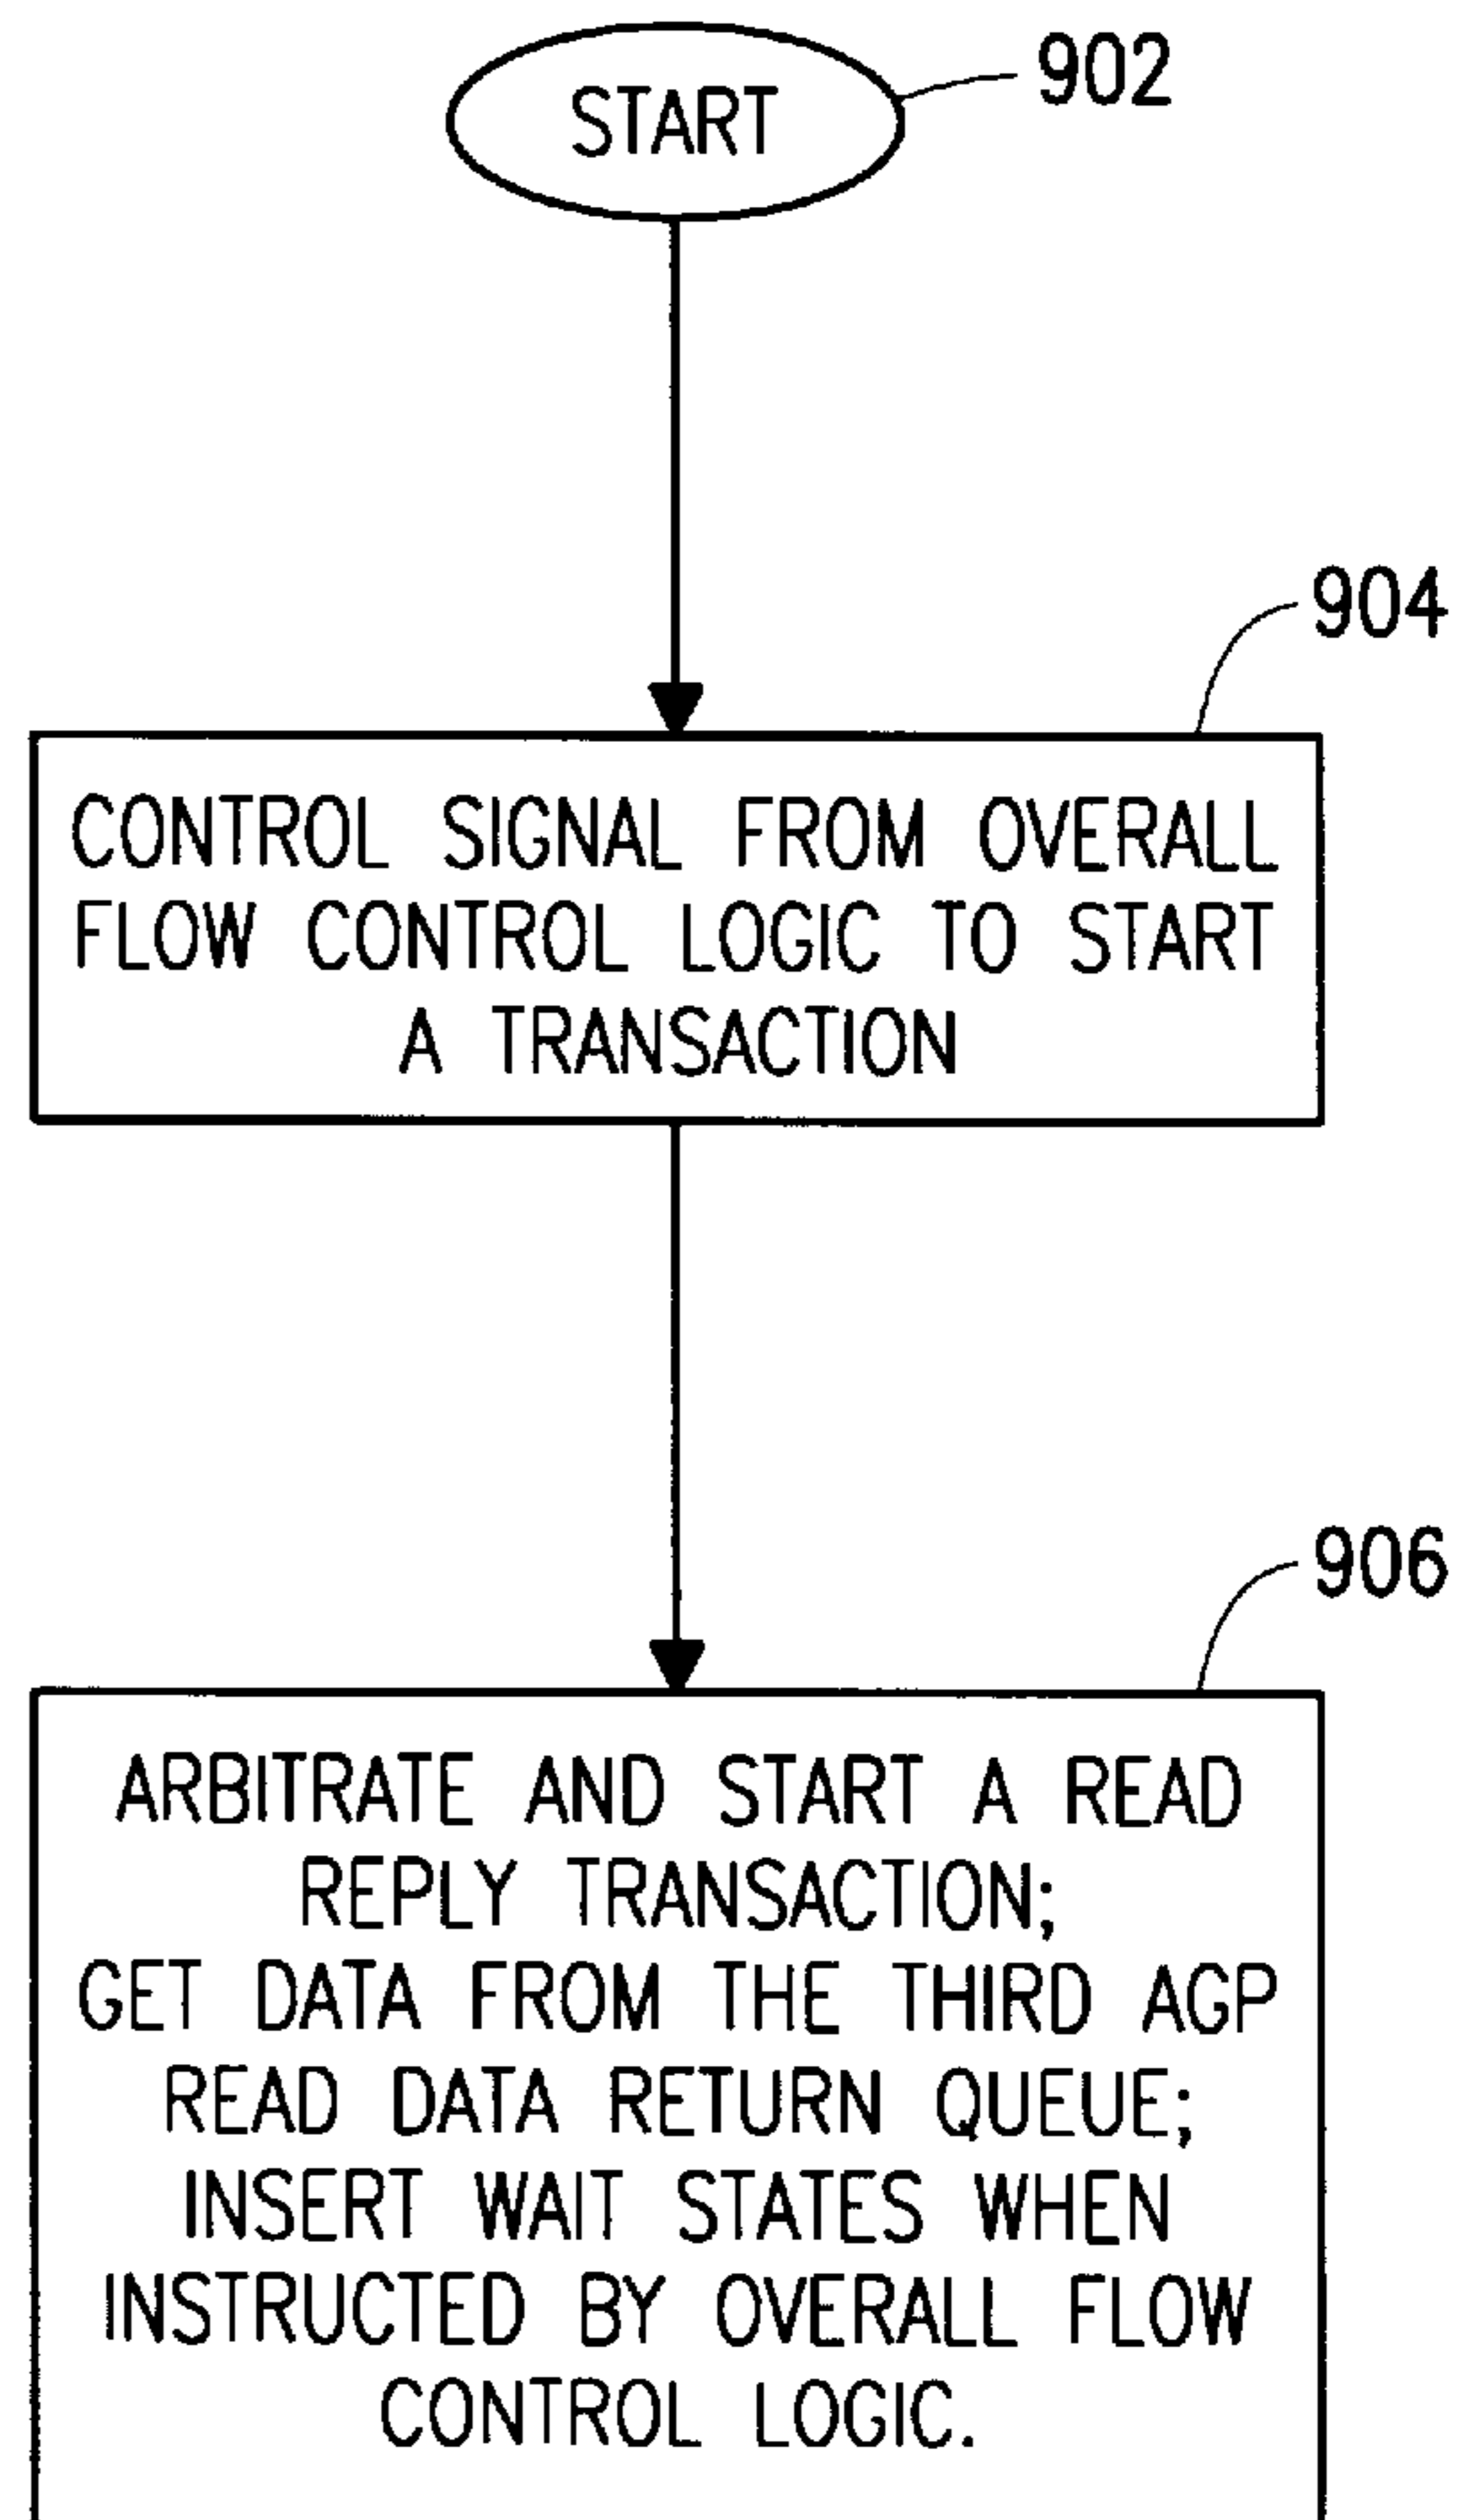 START
902
904
CONTROL SIGNAL FROM OVERALL
FLOW CONTROL LOGIC TO START
A TRANSACTION
906
ARBITRATE AND START A READ
REPLY TRANSACTION;
GET DATA FROM THE THIRD AGP
READ DATA RETURN QUEUE;
INSERT WAIT STATES WHEN
INSTRUCTED BY OVERALL FLOW
CONTROL LOGIC.